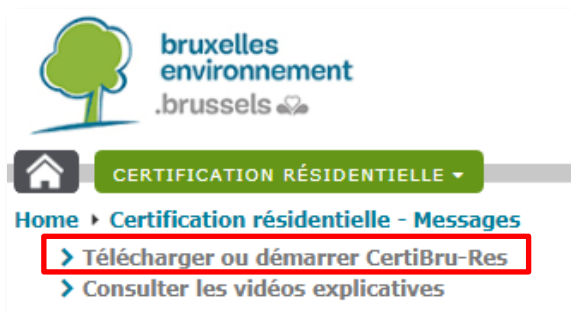 bruxelles
environnement
.brussels
CERTIFICATION RÉSIDENTIELLE
Home Certification résidentielle - Messages
Télécharger ou démarrer CertiBru-Res
Consulter les vidéos explicatives